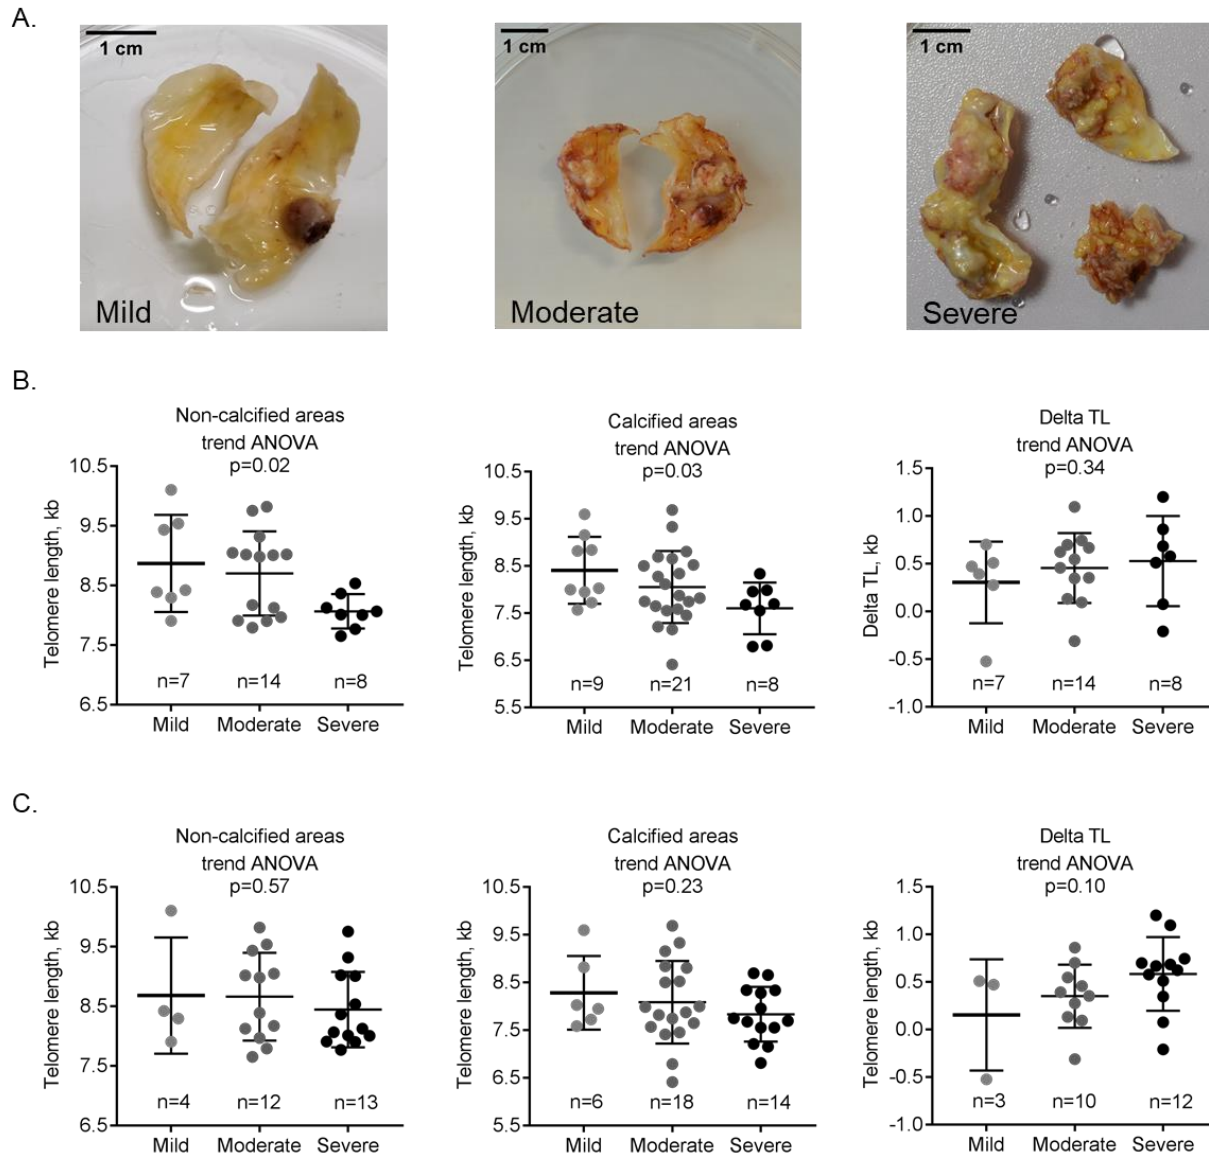 A.
1 cm
Mild
1 cm
Moderate
1 cm
Severe
B.
Non-calcified areas
trend ANOVA
p=0.02
Telomere length, kb
10.5
9.5
8.5
7.5
6.5
n=7
n=14
n=8
Mild
Moderate
Severe
Calcified areas
trend ANOVA
p=0.03
Telomere length, kb
10.5
9.5
8.5
7.5
6.5
5.5
n=9
n=21
n=8
Mild
Moderate
Severe
Delta TL
trend ANOVA
p=0.34
Delta TL, kb
1.5
1.0
0.5
0.0
-0.5
-1.0
n=7
n=14
n=8
Mild
Moderate
Severe
C.
Non-calcified areas
trend ANOVA
p=0.57
Telomere length, kb
10.5
9.5
8.5
7.5
6.5
n=4
n=12
n=13
Mild
Moderate
Severe
Calcified areas
trend ANOVA
p=0.23
Telomere length, kb
10.5
9.5
8.5
7.5
6.5
5.5
n=6
n=18
n=14
Mild
Moderate
Severe
Delta TL
trend ANOVA
p=0.10
Telomere length, kb
1.5
1.0
0.5
0.0
-0.5
-1.0
n=3
n=10
n=12
Mild
Moderate
Severe